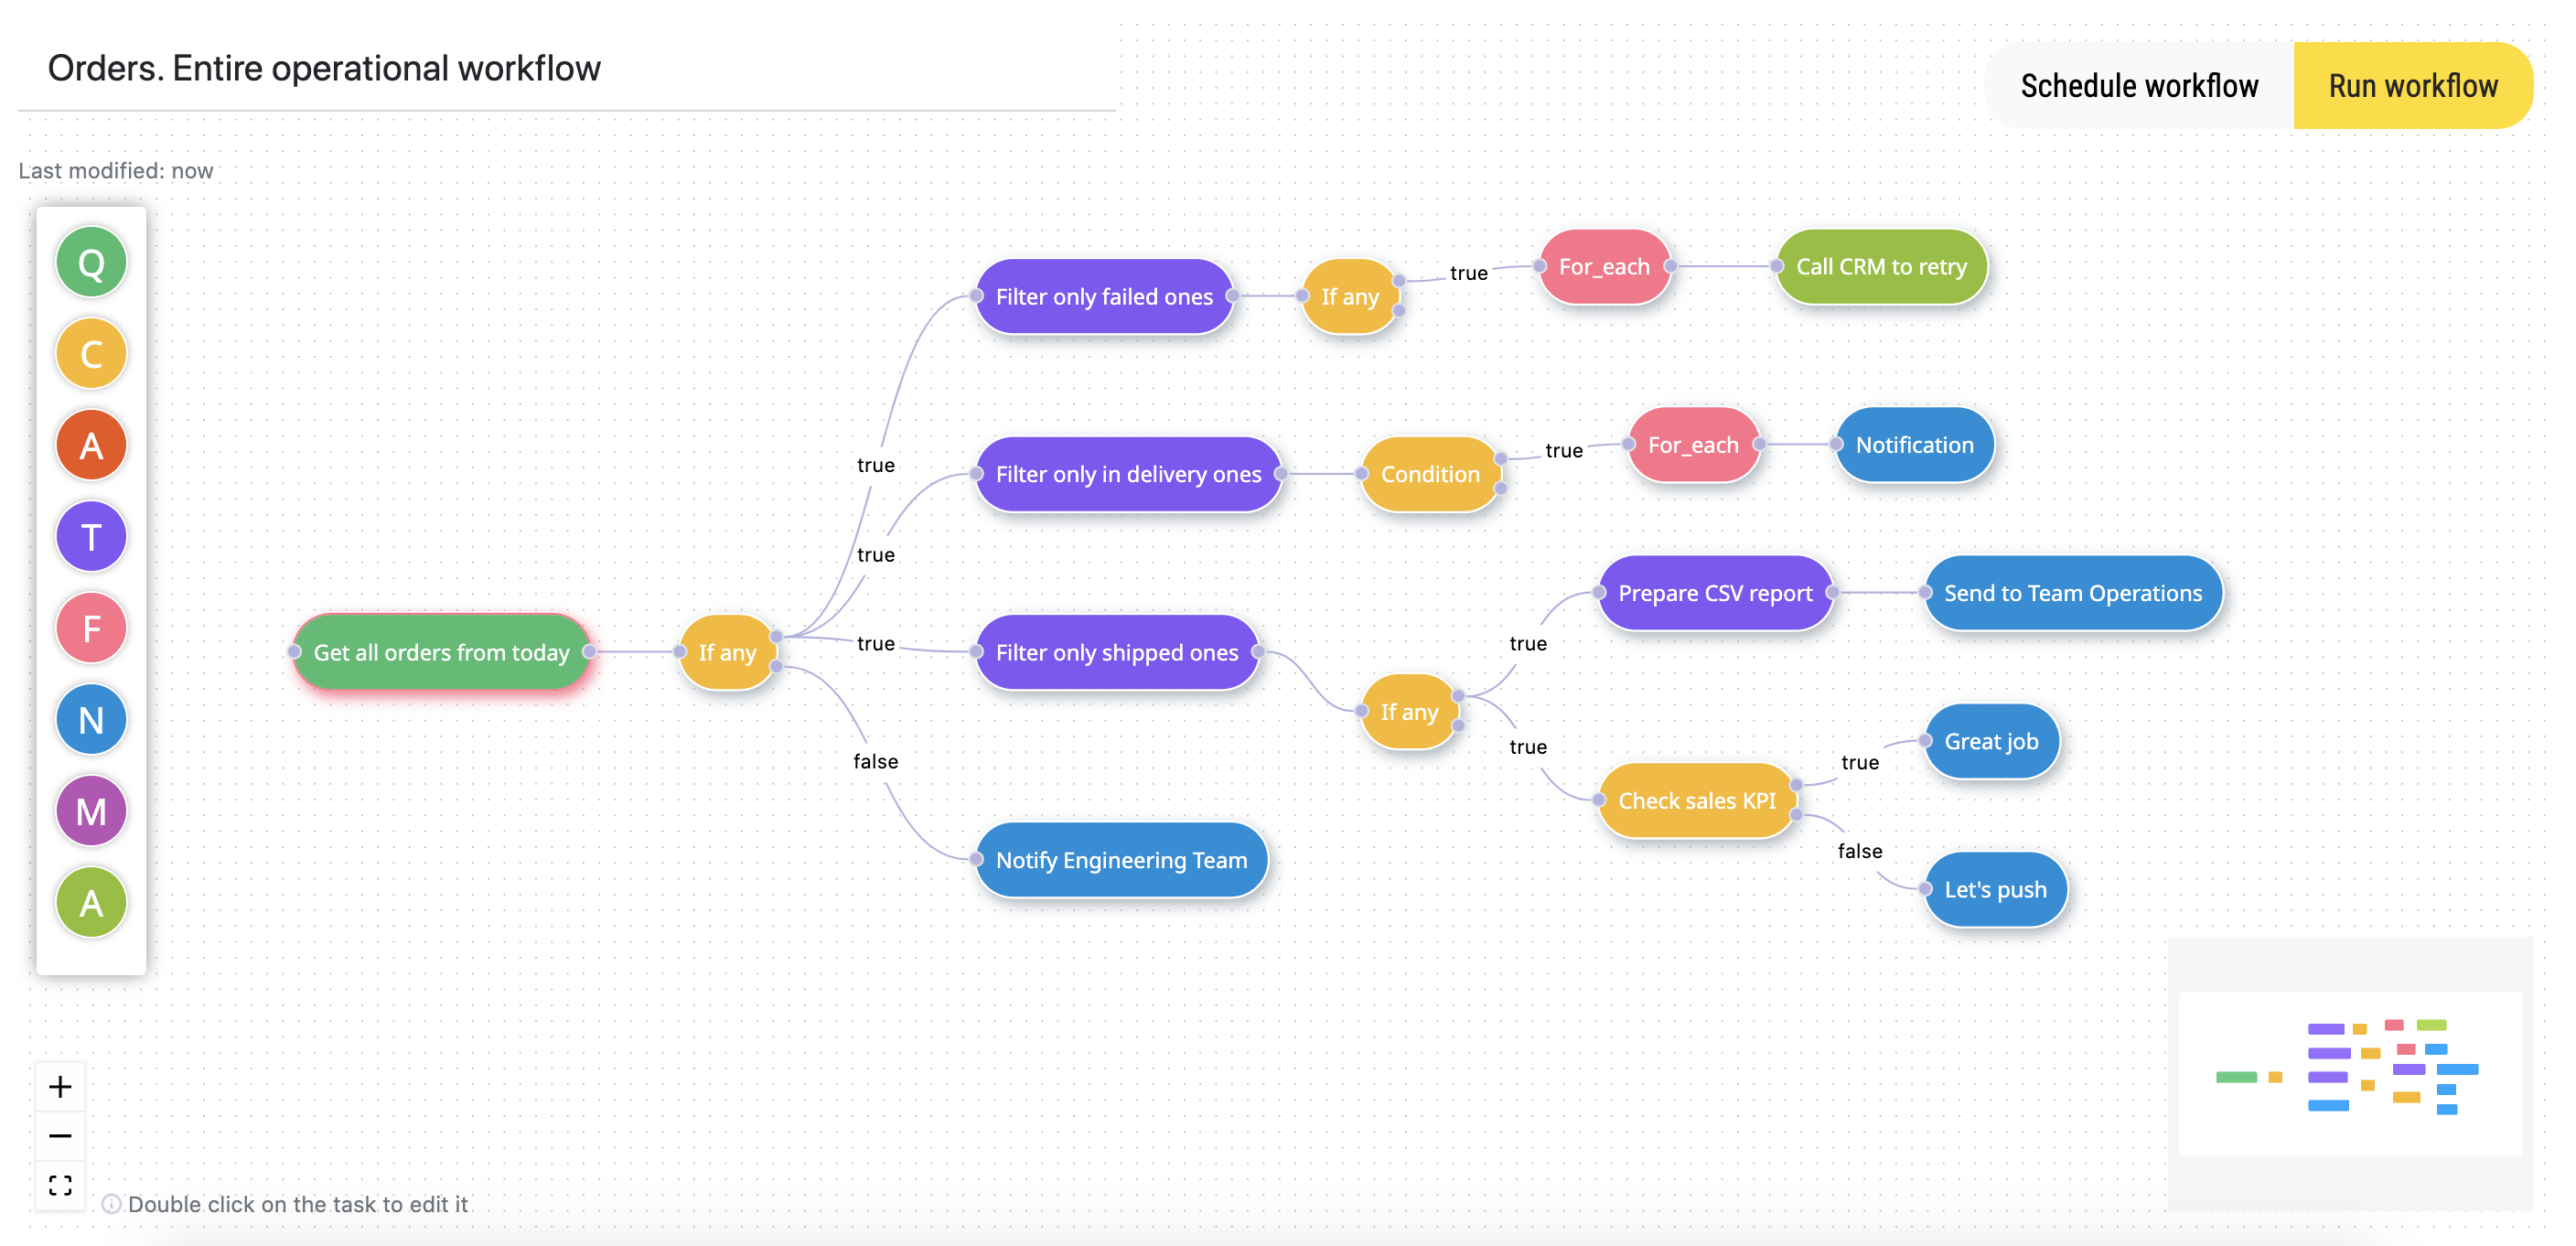 Orders. Entire operational workflow
Schedule workflow
Run workflow
Last modified: now
Q
C
A
T
F
N
M
A
Filter only failed ones
If any
true
For_each
Call CRM to retry
true
Filter only in delivery ones
Condition
true
For_each
Notification
true
Get all orders from today
If any
true
Filter only shipped ones
If any
true
Prepare CSV report
Send to Team Operations
true
Check sales KPI
true
Great job
false
Let's push
false
Notify Engineering Team
Double click on the task to edit it